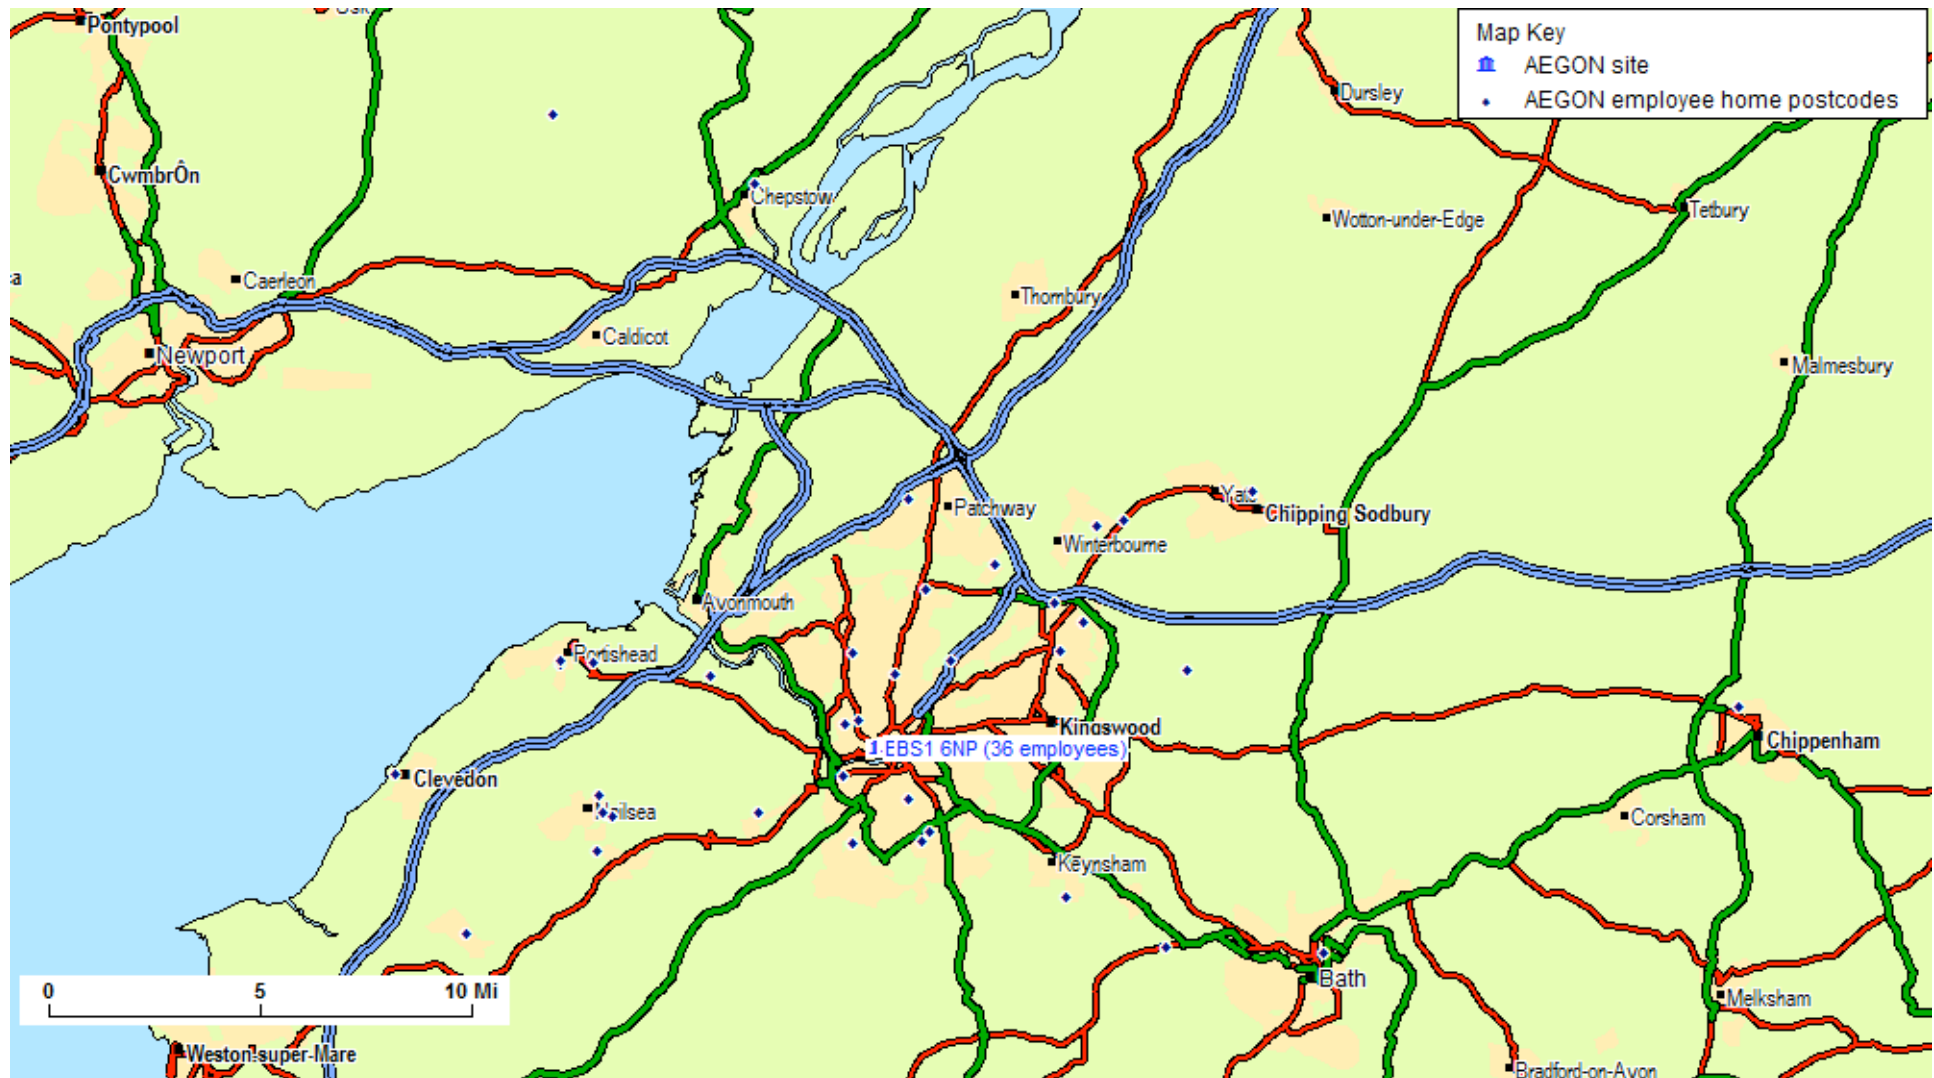 Pontypool
Map Key
AEGON site
AEGON employee home postcodes
Dursley
CwmbrÔn
Chepstow
Wotton-under-Edge
Tetbury
Caerleon
Thornbury
Caldicot
Newport
Malmesbury
Patchway
Chipping Sodbury
Winterbourne
Avonmouth
Portishead
Kingswood
EBS1 6NP (36 employees)
Chippenham
Clevedon
Corsham
Keynsham
0 5 10 Mi
Bath
Melksham
Weston-super-Mare
Bradford-on-Avon